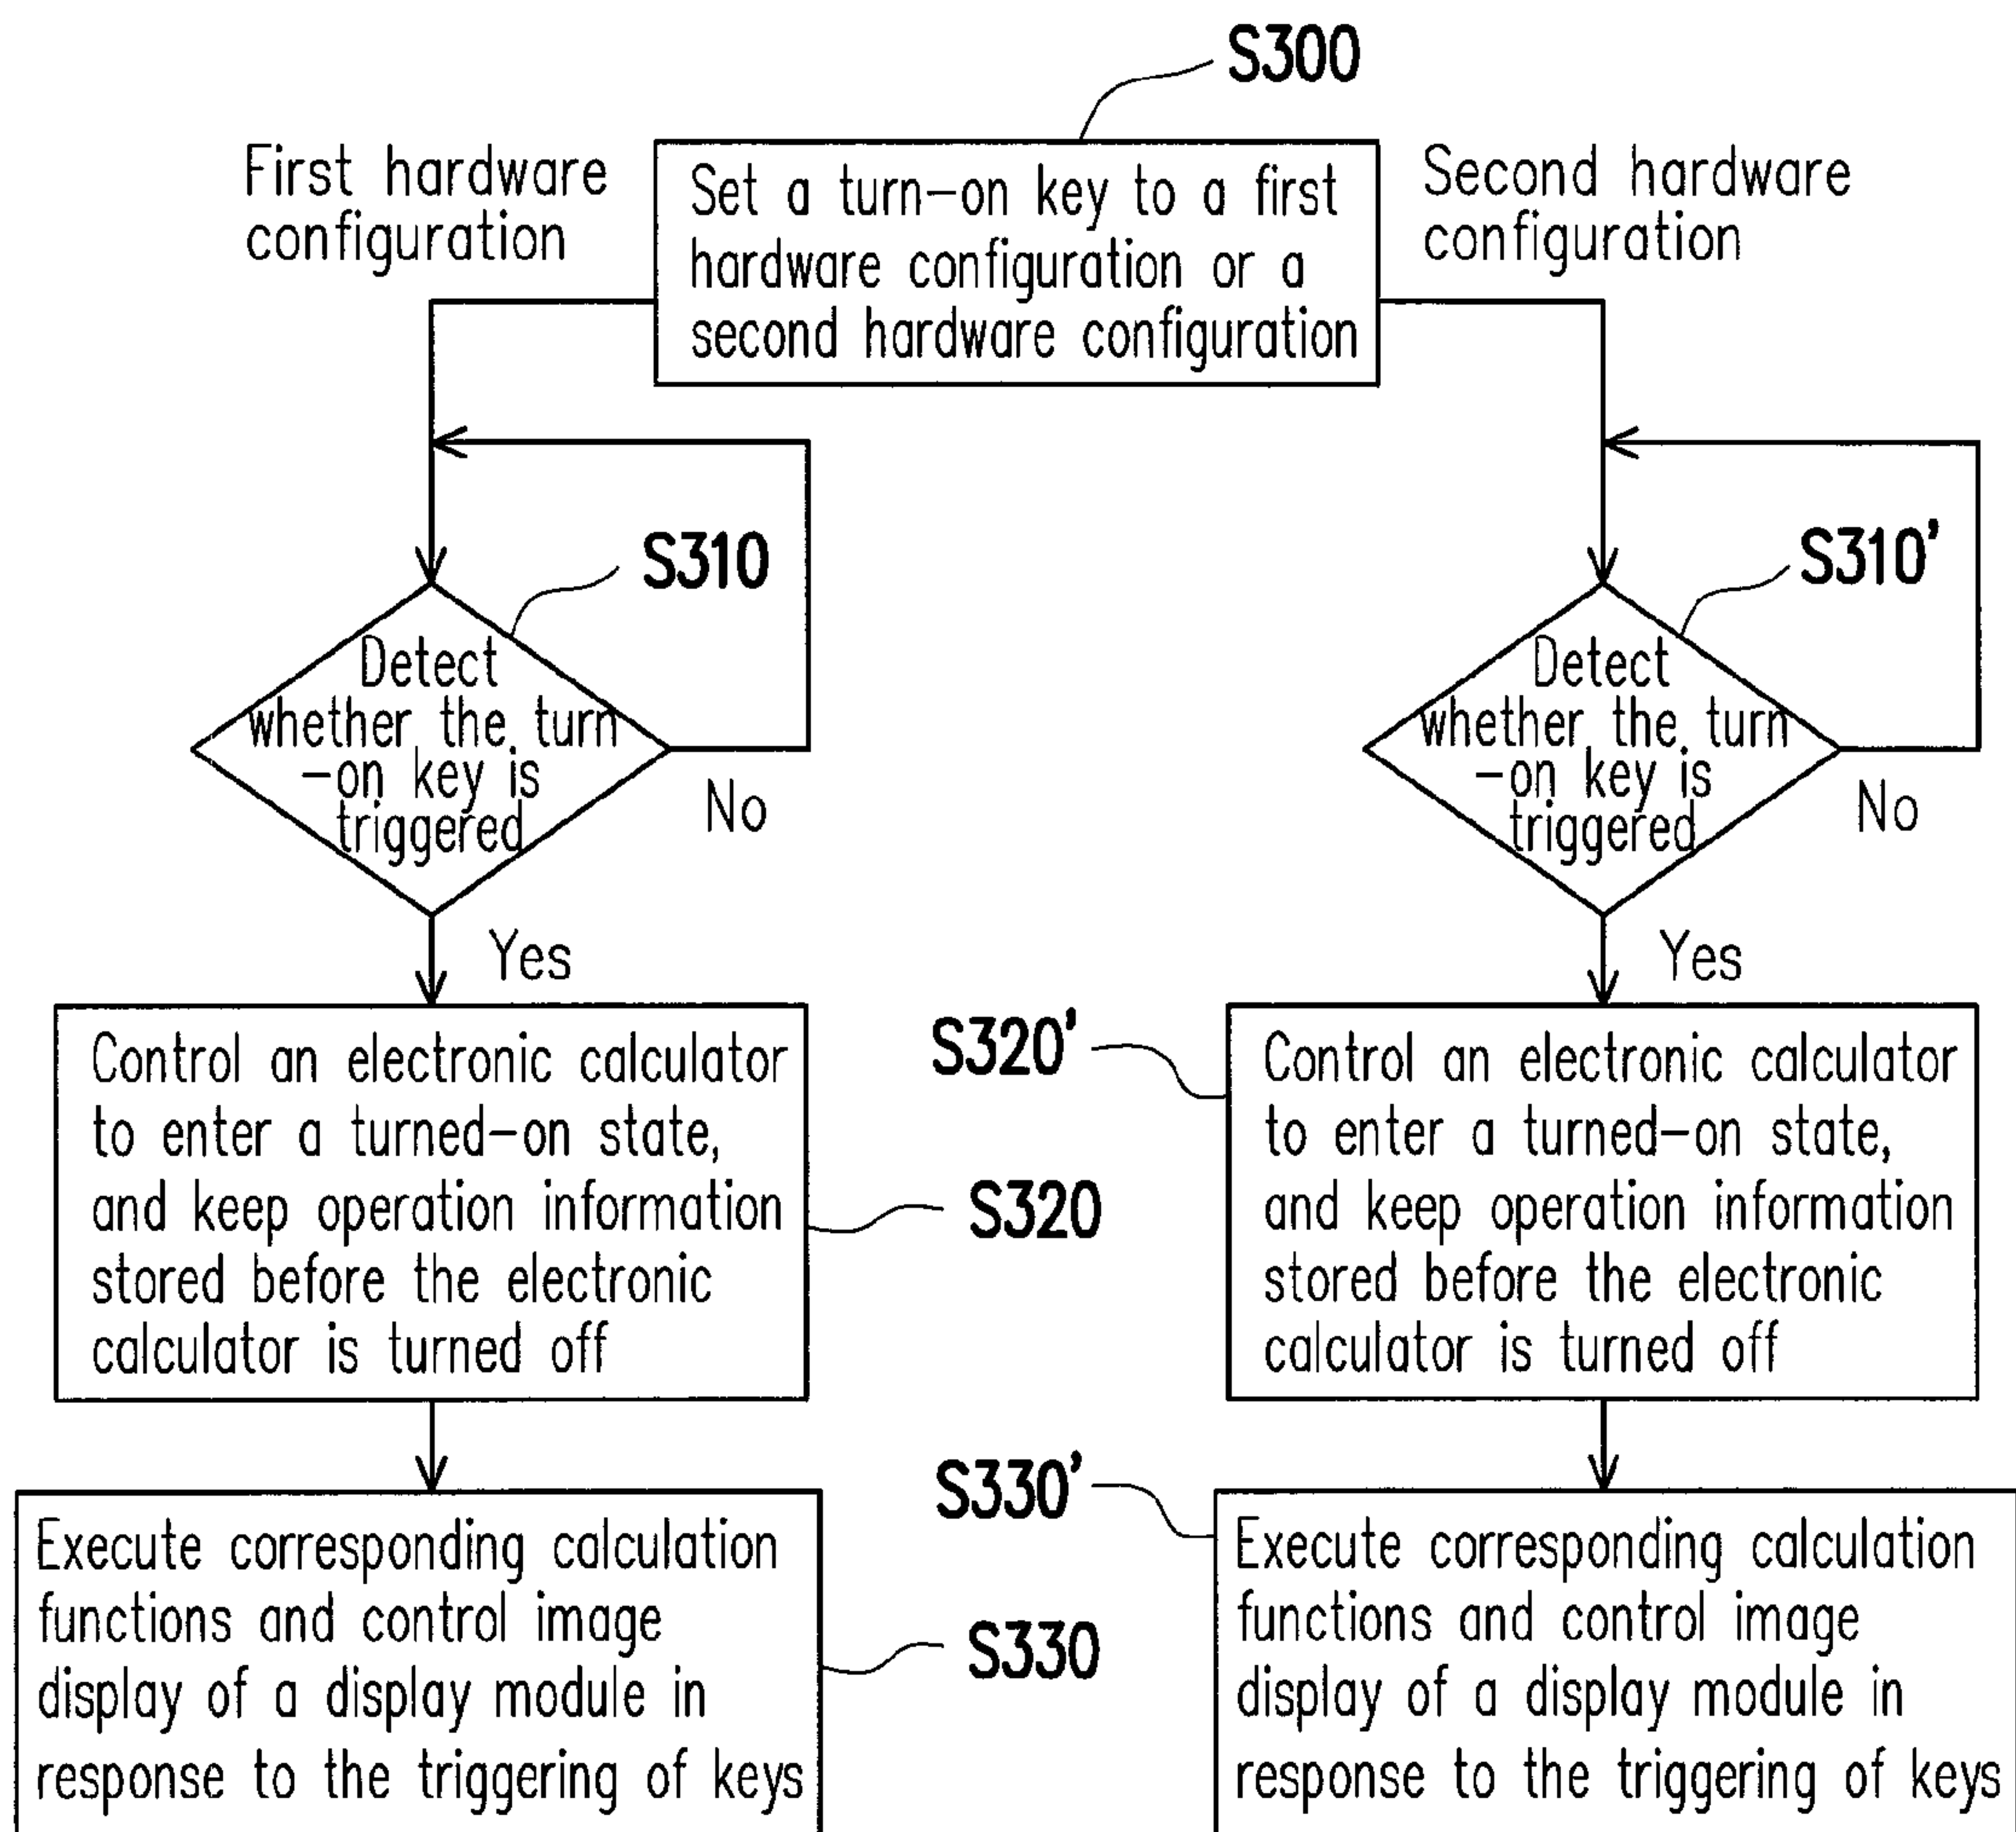 S300
First hardware
configuration
Set a turn-on key to a first
hardware configuration or a
second hardware configuration
Second hardware
configuration
S310
Detect
whether the turn
-on key is
triggered
No
Yes
S310'
Detect
whether the turn
-on key is
triggered
No
Yes
Control an electronic calculator
to enter a turned-on state,
and keep operation information
stored before the electronic
calculator is turned off
S320
S320'
Control an electronic calculator
to enter a turned-on state,
and keep operation information
stored before the electronic
calculator is turned off
Execute corresponding calculation
functions and control image
display of a display module in
response to the triggering of keys
S330
S330'
Execute corresponding calculation
functions and control image
display of a display module in
response to the triggering of keys